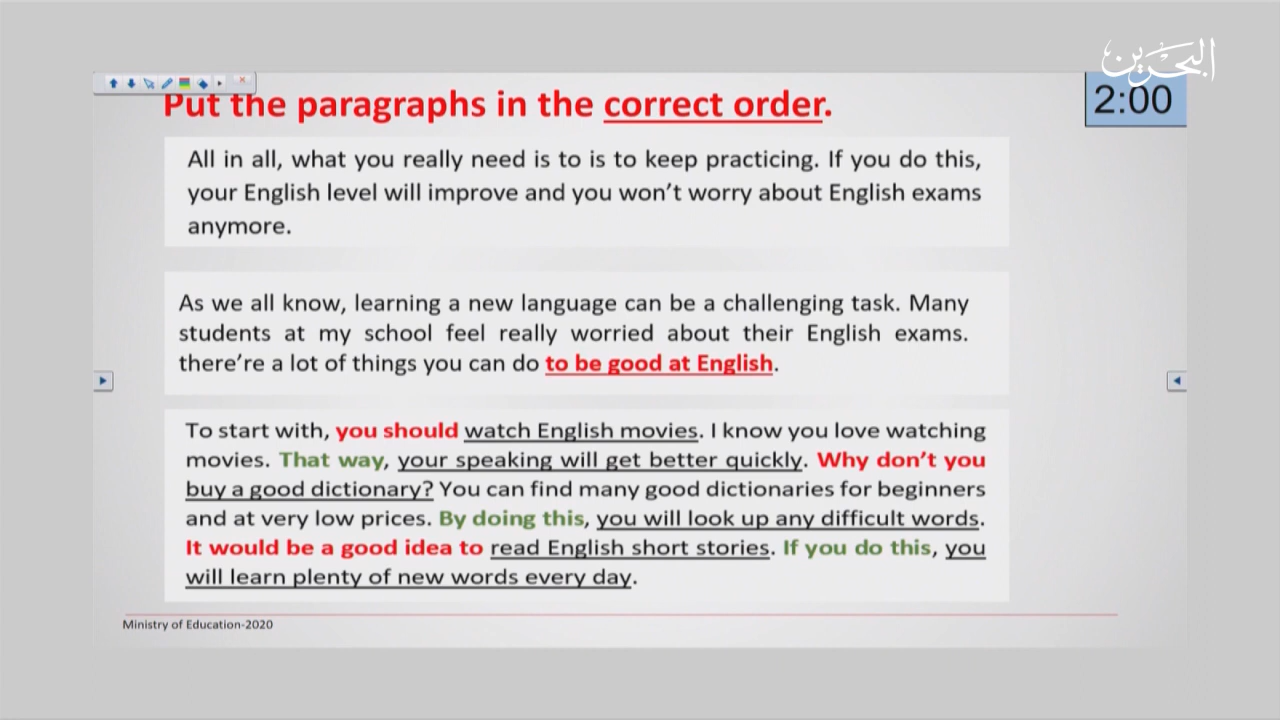 البحرين
2:00
Put the paragraphs in the correct order.
All in all, what you really need is to is to keep practicing. If you do this,
your English level will improve and you won't worry about English exams
anymore.
As we all know, learning a new language can be a challenging task. Many
students at my school feel really worried about their English exams.
there're a lot of things you can do to be good at English.
To start with, you should watch English movies. I know you love watching
movies. That way, your speaking will get better quickly. Why don't you
buy a good dictionary? You can find many good dictionaries for beginners
and at very low prices. By doing this, you will look up any difficult words.
It would be a good idea to read English short stories. If you do this, you
will learn plenty of new words every day.
Ministry of Education-2020